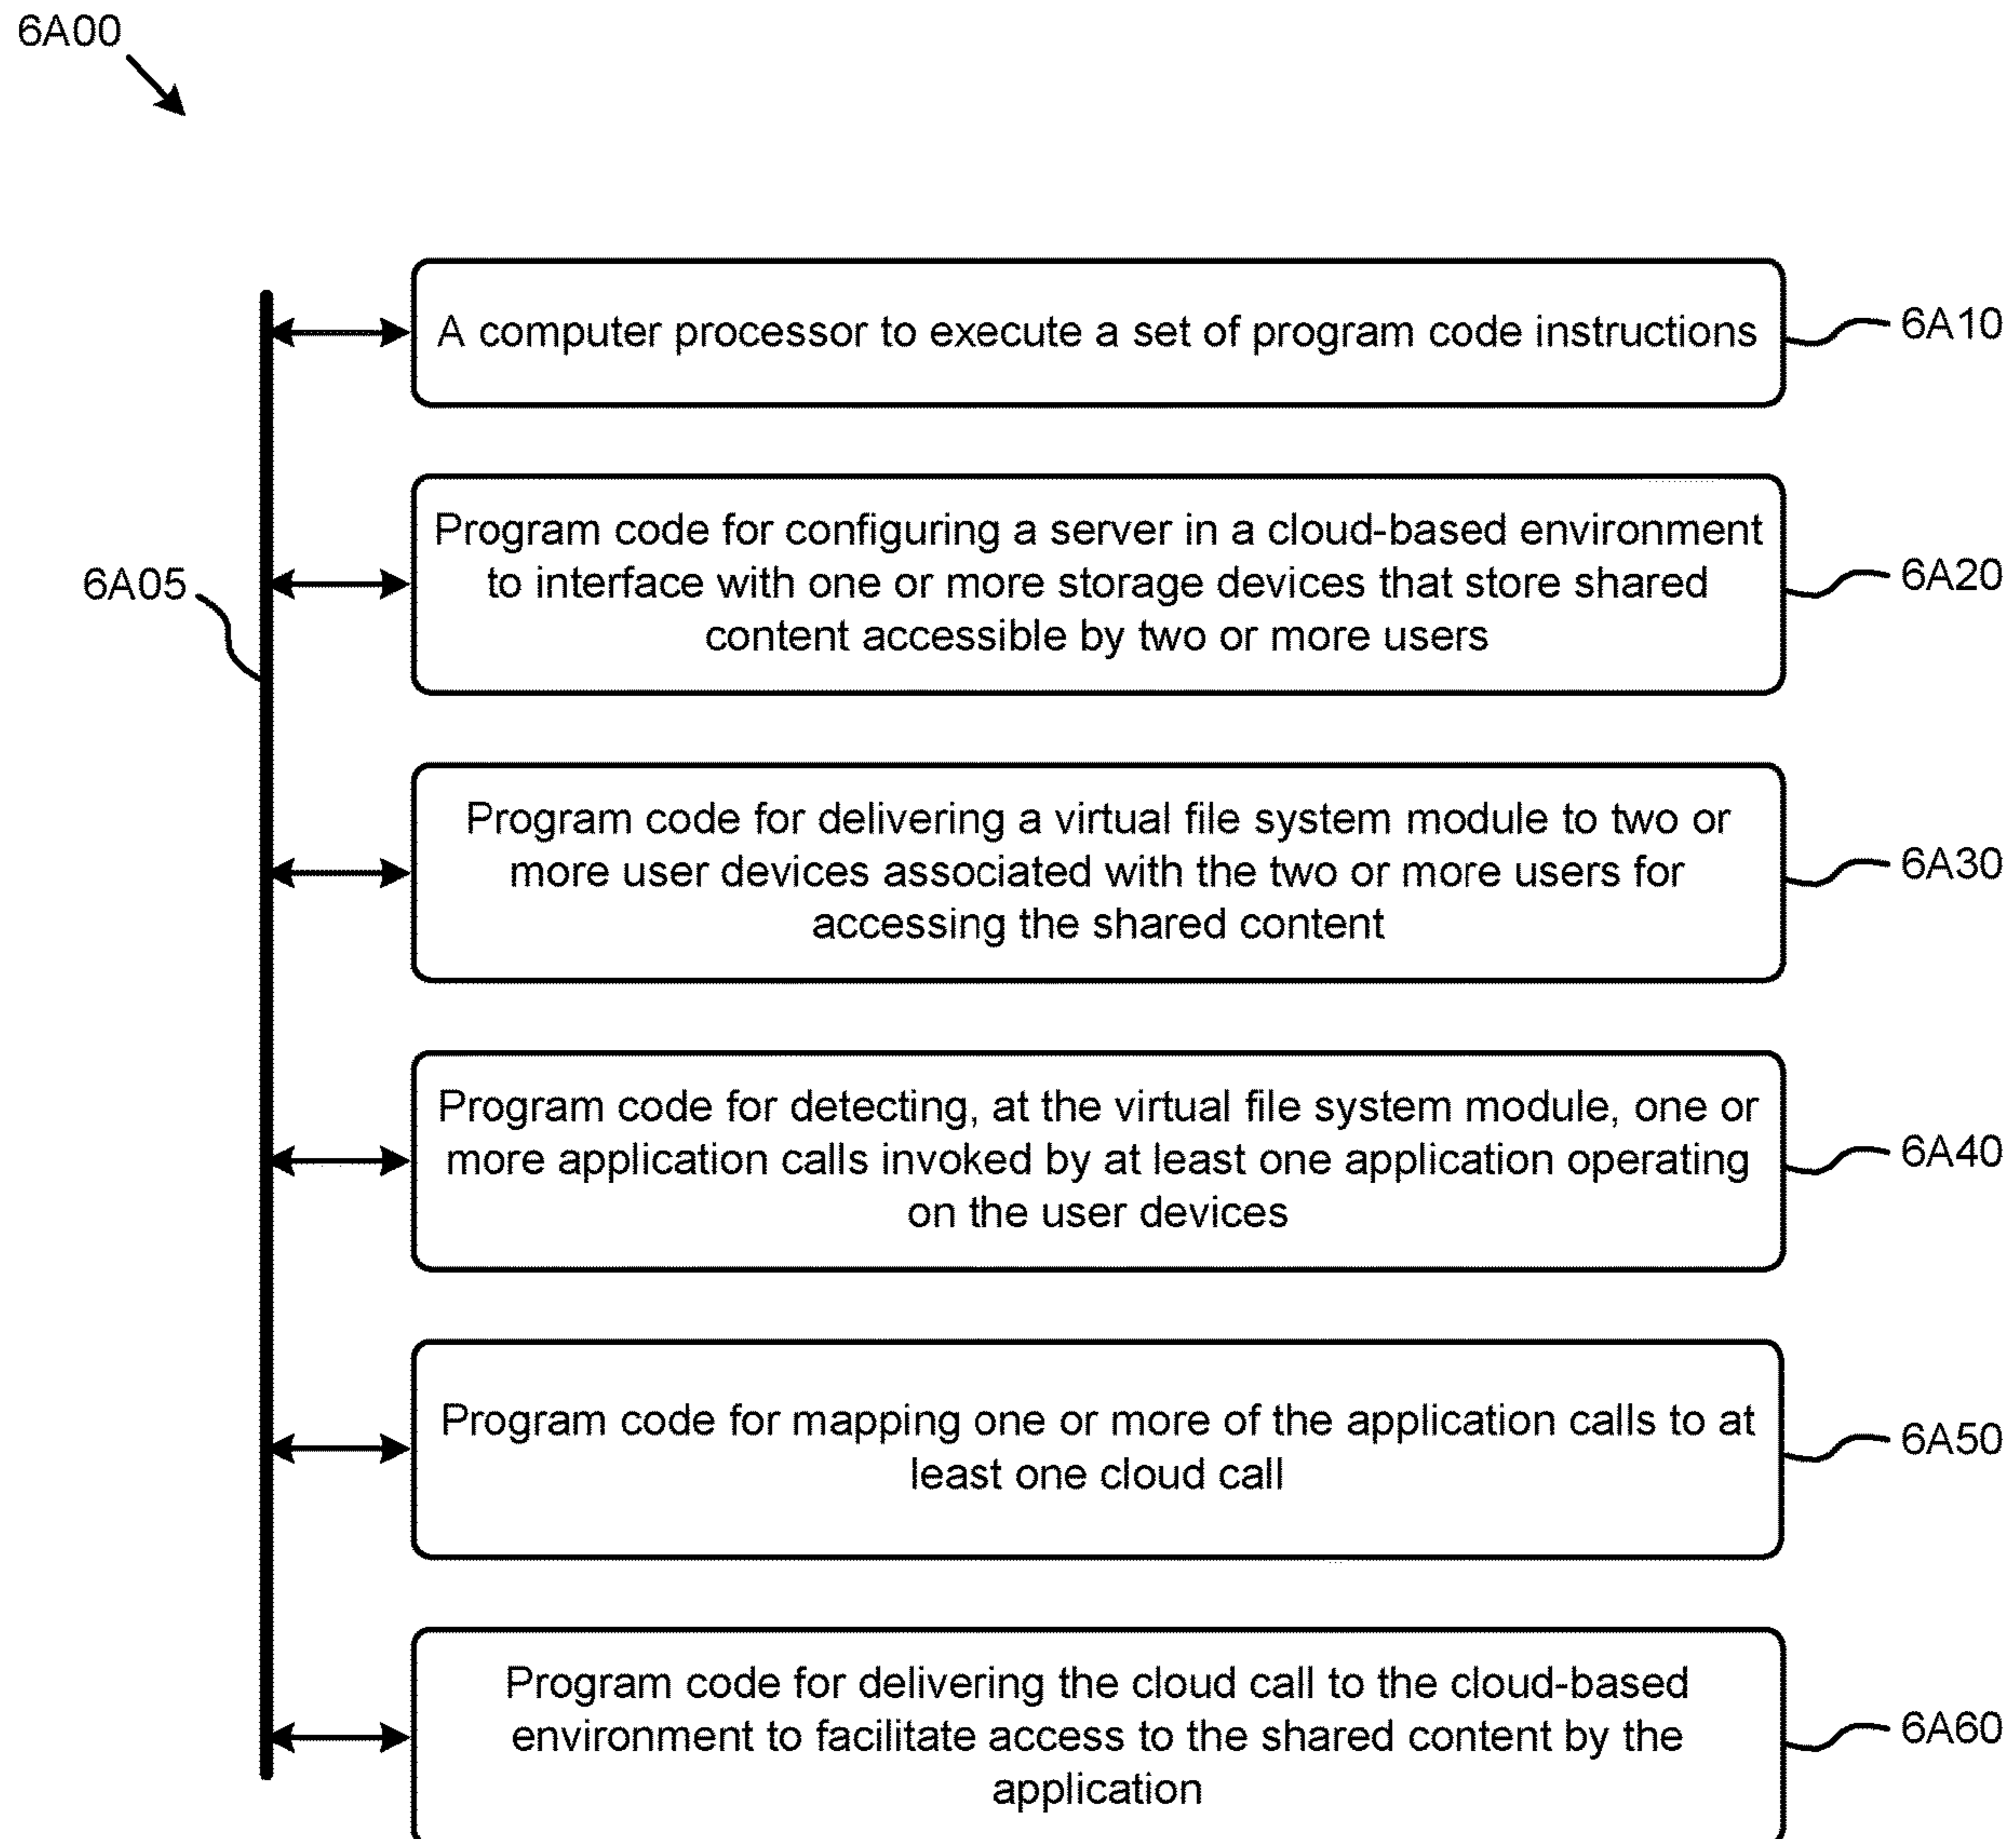 6A00
A computer processor to execute a set of program code instructions
6A10
Program code for configuring a server in a cloud-based environment
to interface with one or more storage devices that store shared
content accessible by two or more users
6A20
6A05
Program code for delivering a virtual file system module to two or
more user devices associated with the two or more users for
accessing the shared content
6A30
Program code for detecting, at the virtual file system module, one or
more application calls invoked by at least one application operating
on the user devices
6A40
Program code for mapping one or more of the application calls to at
least one cloud call
6A50
Program code for delivering the cloud call to the cloud-based
environment to facilitate access to the shared content by the
application
6A60